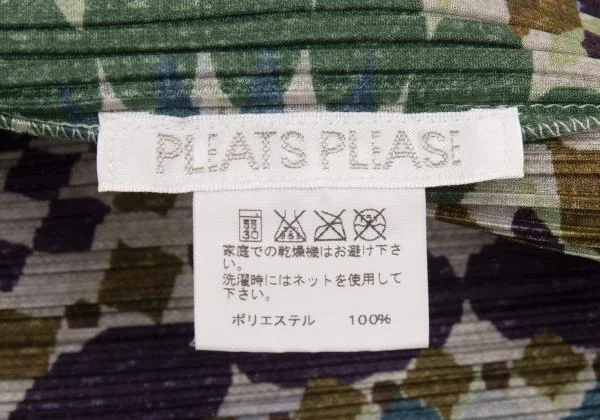 PLEATS PLEASE
家庭での乾燥機はお避け下さ
い。
洗濯時にはネットを使用して
下さい。
ポリエステル 100%